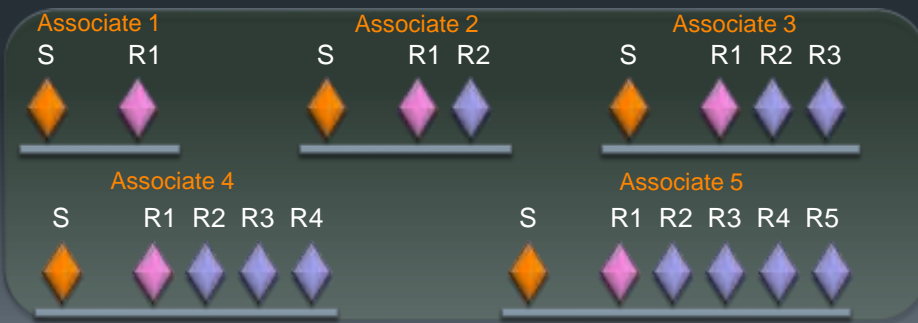 Associate 1
S R1
Associate 2
S R1 R2
Associate 3
S R1 R2 R3
Associate 4
S R1 R2 R3 R4
Associate 5
S R1 R2 R3 R4 R5